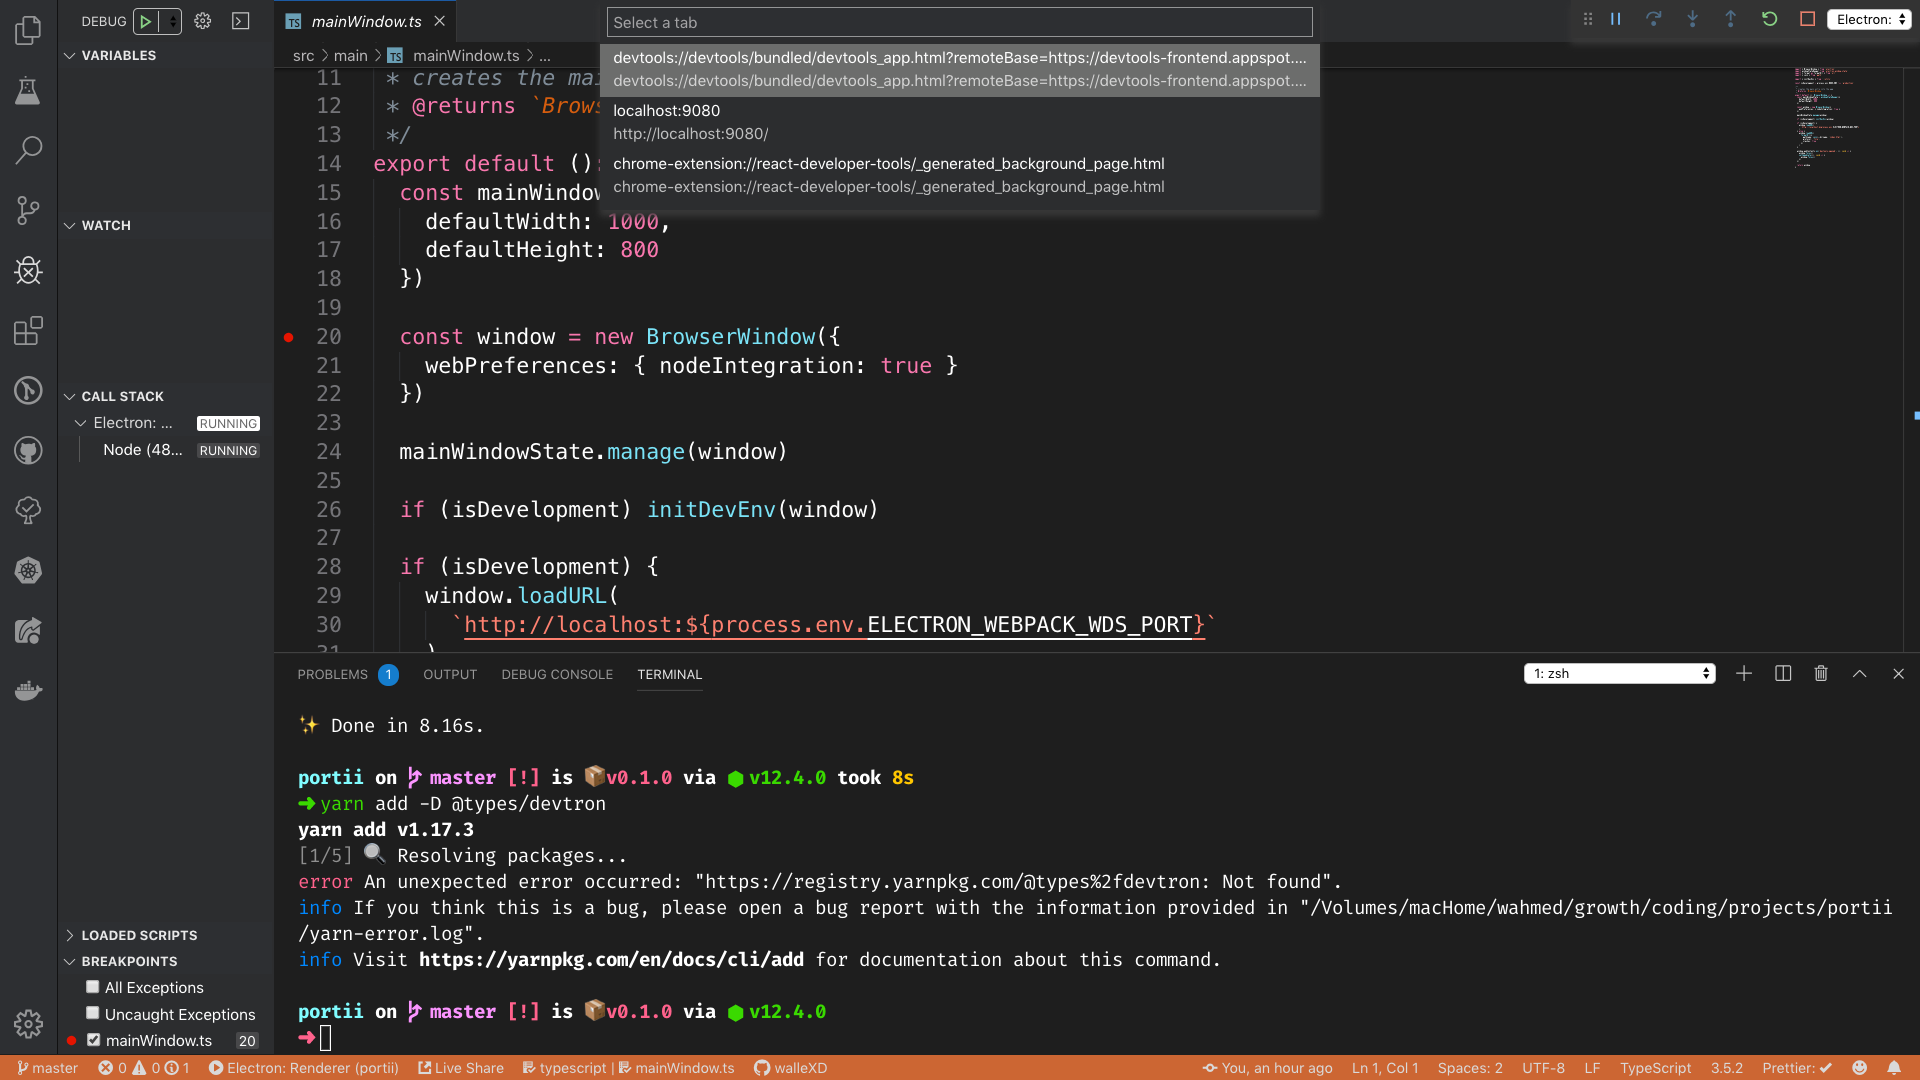 DEBUG
VARIABLES
WATCH
CALL STACK
Electron: ... RUNNING
Node (48... RUNNING
LOADED SCRIPTS
BREAKPOINTS
All Exceptions
Uncaught Exceptions
mainWindow.ts 20
TS mainWindow.ts
src > main > TS mainWindow.ts > ...
Select a tab
devtools://devtools/bundled/devtools_app.html?remoteBase=https://devtools-frontend.appspot....
devtools://devtools/bundled/devtools_app.html?remoteBase=https://devtools-frontend.appspot....
localhost:9080
http://localhost:9080/
chrome-extension://react-developer-tools/_generated_background_page.html
chrome-extension://react-developer-tools/_generated_background_page.html
Electron:
11 * creates the mai
12 * @returns `Brows
13 */
14 export default ():
15 const mainWindow
16 defaultWidth: 1000,
17 defaultHeight: 800
18 })
19
20 const window = new BrowserWindow({
21 webPreferences: { nodeIntegration: true }
22 })
23
24 mainWindowState.manage(window)
25
26 if (isDevelopment) initDevEnv(window)
27
28 if (isDevelopment) {
29 window.loadURL(
30 `http://localhost:${process.env.ELECTRON_WEBPACK_WDS_PORT}`
31 )
PROBLEMS 1 OUTPUT DEBUG CONSOLE TERMINAL
1: zsh
✨ Done in 8.16s.
portii on master [!] is 📦v0.1.0 via ⬢ v12.4.0 took 8s
➜ yarn add -D @types/devtron
yarn add v1.17.3
[1/5] 🔍 Resolving packages...
error An unexpected error occurred: "https://registry.yarnpkg.com/@types%2fdevtron: Not found".
info If you think this is a bug, please open a bug report with the information provided in "/Volumes/macHome/wahmed/growth/coding/projects/portii
/yarn-error.log".
info Visit https://yarnpkg.com/en/docs/cli/add for documentation about this command.
portii on master [!] is 📦v0.1.0 via ⬢ v12.4.0
➜
master 0 0 1 Electron: Renderer (portii) Live Share typescript | mainWindow.ts walleXD You, an hour ago Ln 1, Col 1 Spaces: 2 UTF-8 LF TypeScript 3.5.2 Prettier: ✓